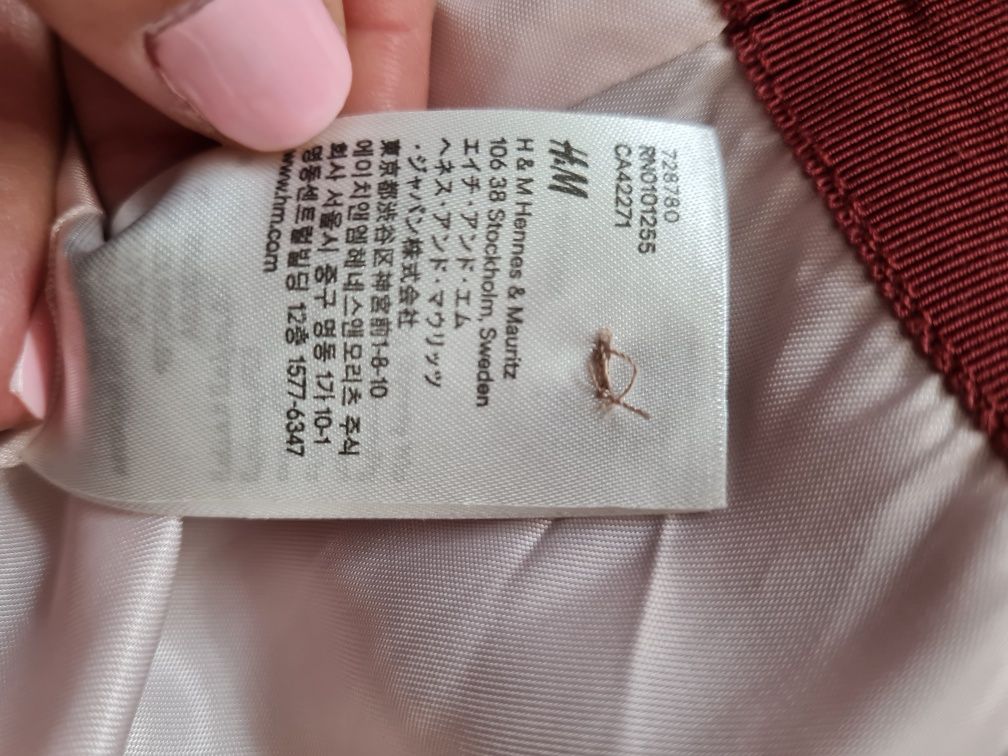 728780
RN0101255
CA42271
H&M
H & M Hennes & Mauritz
106 38 Stockholm, Sweden
エイチ・アンド・エム
ヘネス・アンド・マウリッツ
・ジャパン株式会社
東京都渋谷区神宮前1-8-10
에이치엔엠헤네스앤모리츠 주식
회사 서울시 중구 명동 1가 10-1
명동센트럴빌딩 12층 1577-6347
www.hm.com